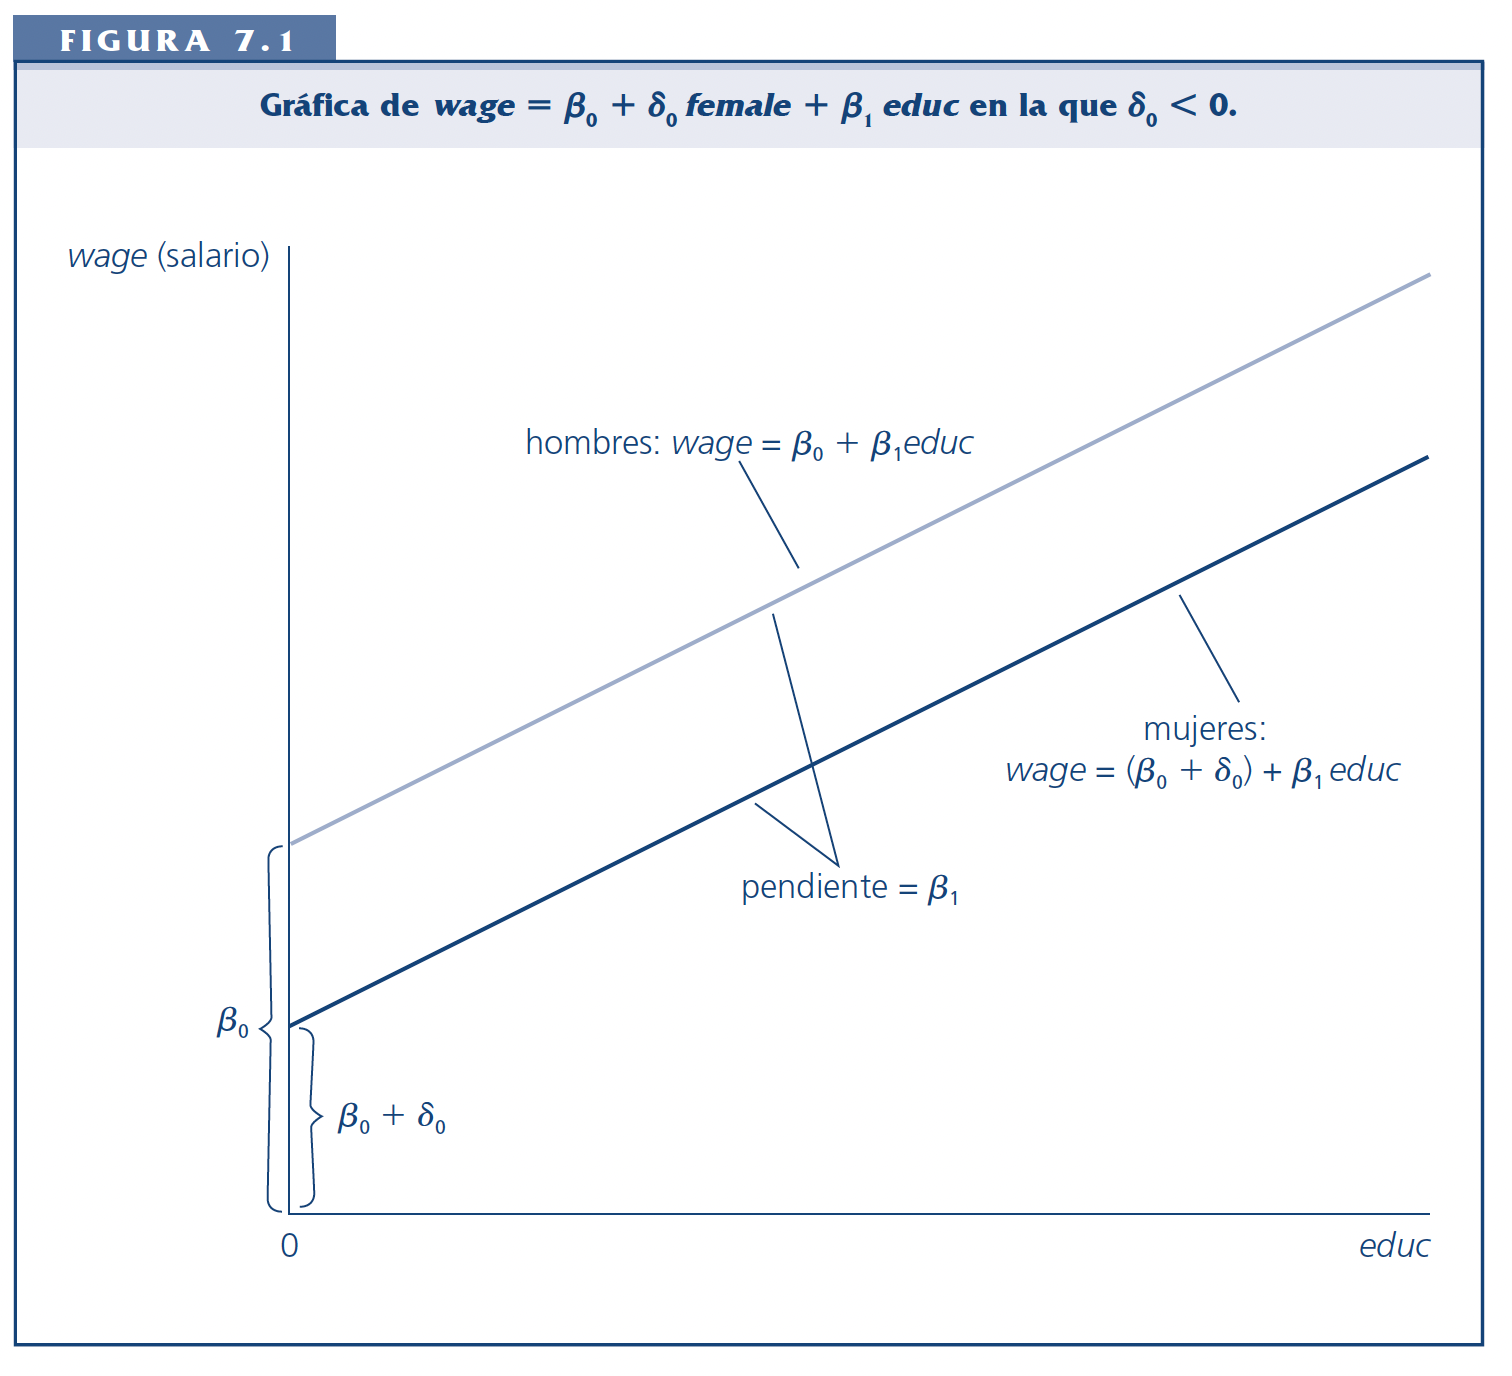 FIGURA 7.1
Gráfica de wage = β₀ + δ₀ female + β₁ educ en la que δ₀ < 0.
wage (salario)
hombres: wage = β₀ + β₁educ
mujeres:
wage = (β₀ + δ₀) + β₁ educ
pendiente = β₁
β₀
β₀ + δ₀
0
educ